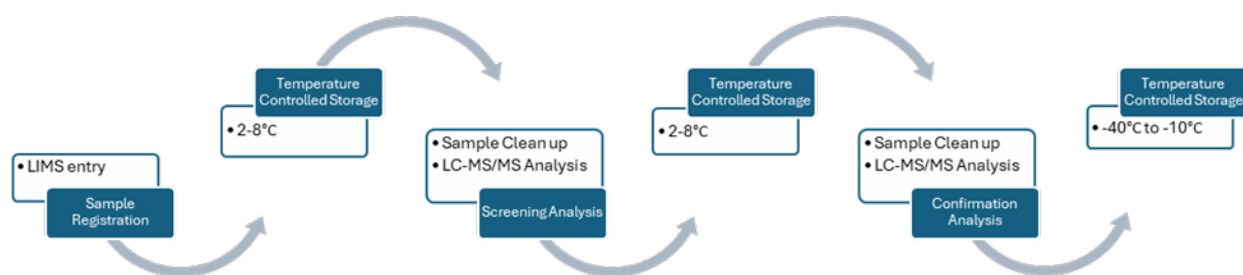 • LIMS entry
Sample
Registration
Temperature
Controlled Storage
• 2-8°C
• Sample Clean up
• LC-MS/MS Analysis
Screening Analysis
Temperature
Controlled Storage
• 2-8°C
• Sample Clean up
• LC-MS/MS Analysis
Confirmation
Analysis
Temperature
Controlled Storage
• -40°C to -10°C